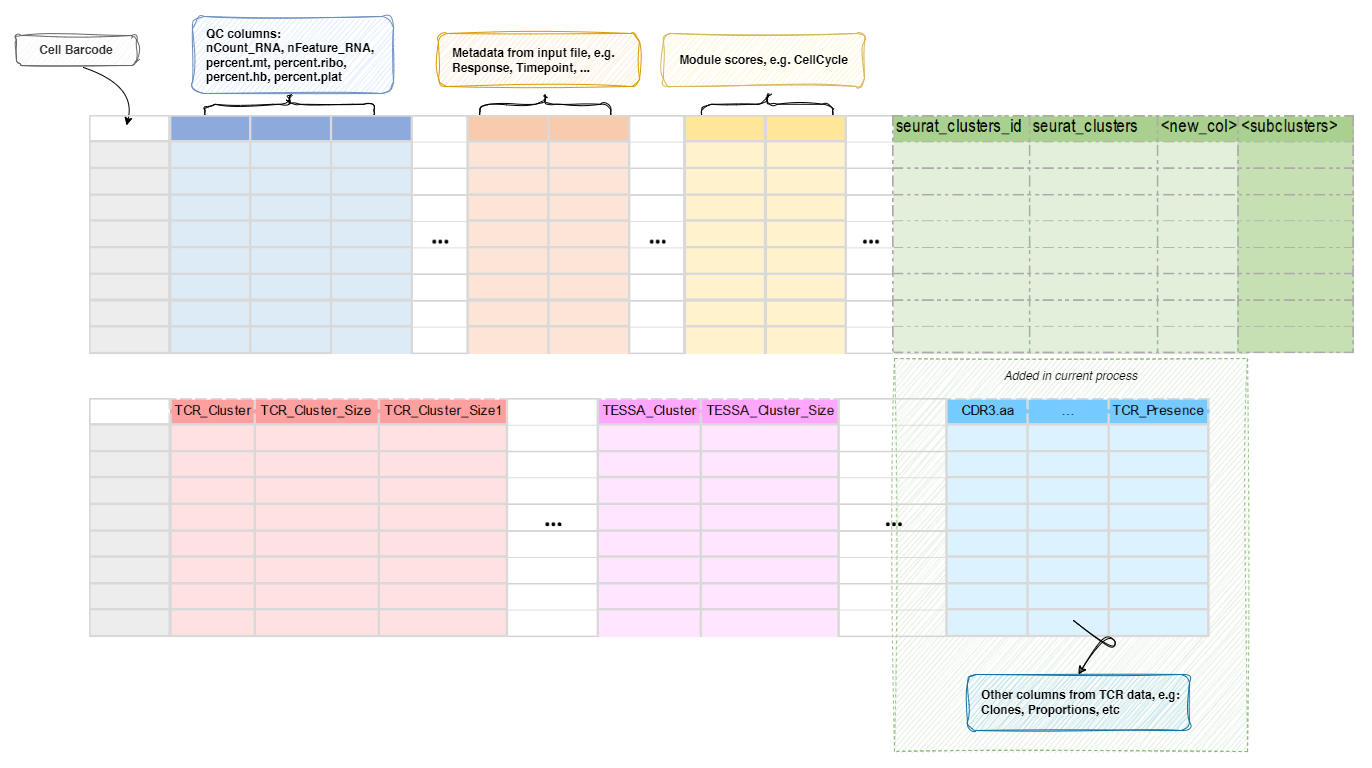 Cell Barcode
QC columns:
nCount_RNA, nFeature_RNA,
percent.mt, percent.ribo,
percent.hb, percent.plat
Metadata from input file, e.g.
Response, Timepoint, ...
Module scores, e.g. CellCycle
seurat_clusters_id seurat_clusters <new_col> <subclusters>
... ... ...
Added in current process
TCR_Cluster TCR_Cluster_Size TCR_Cluster_Size1 TESSA_Cluster TESSA_Cluster_Size CDR3.aa ... TCR_Presence
... ...
Other columns from TCR data, e.g:
Clones, Proportions, etc